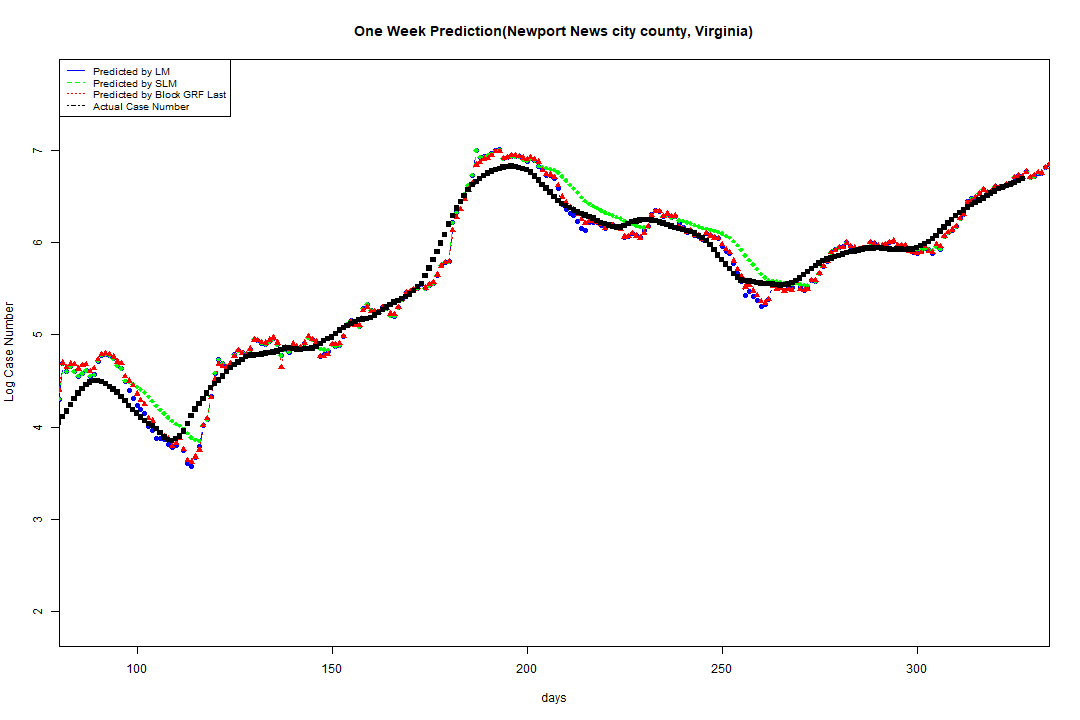 One Week Prediction(Newport News city county, Virginia)
Predicted by LM
Predicted by SLM
Predicted by Block GRF Last
Actual Case Number
7
6
5
4
3
2
Log Case Number
100 150 200 250 300
days